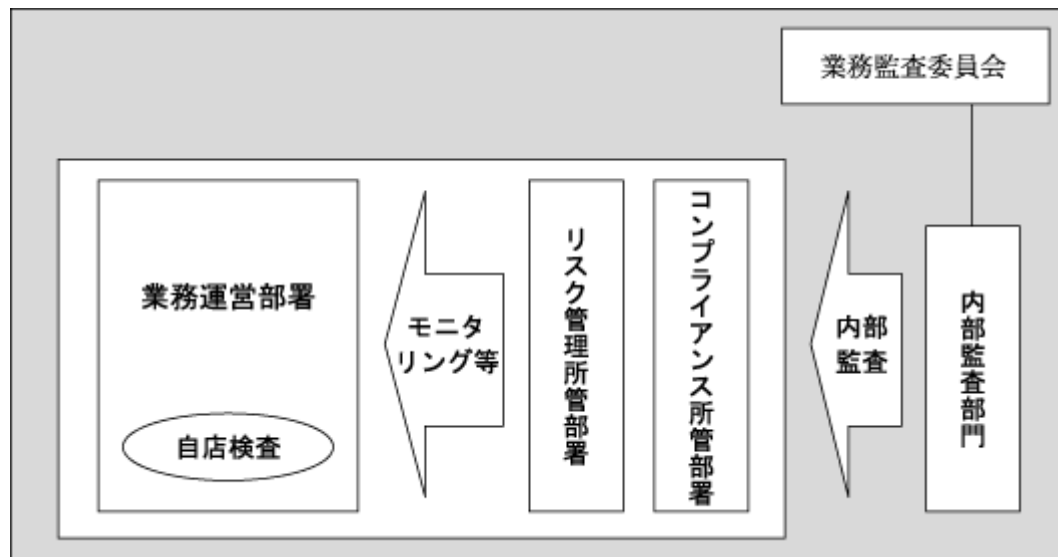 業務監査委員会
業務運営部署
自店検査
モニタ
リング等
リスク管理所管部署
コンプライアンス所管部署
内部
監査
内部監査部門